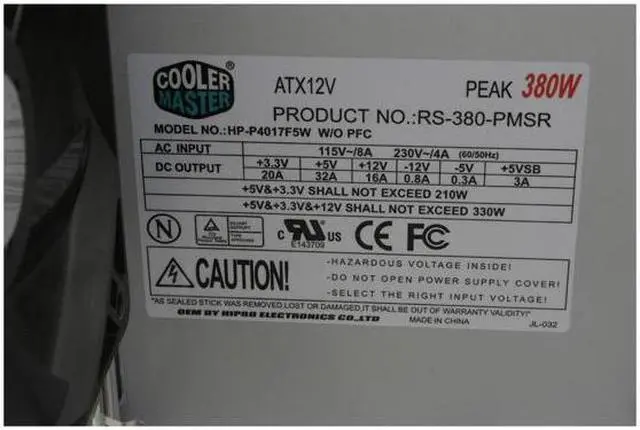 COOLER MASTER ®
ATX12V PEAK 380W
PRODUCT NO.:RS-380-PMSR
MODEL NO.:HP-P4017F5W W/O PFC
AC INPUT 115V~/8A 230V~/4A (60/50Hz)
DC OUTPUT +3.3V +5V +12V -12V -5V +5VSB
20A 32A 16A 0.8A 0.3A 3A
+5V&+3.3V SHALL NOT EXCEED 210W
+5V&+3.3V&+12V SHALL NOT EXCEED 330W
N
C UL US CE FC
E143709
CAUTION!
-HAZARDOUS VOLTAGE INSIDE!
-DO NOT OPEN POWER SUPPLY COVER!
-SELECT THE RIGHT INPUT VOLTAGE!
"AS SEALED STICK WAS REMOVED,LOST OR DAMAGED,IT SHALL BE OUT OF WARRANTY VALIDITY."
OEM BY HIPRO ELECTRONICS CO.,LTD MADE IN CHINA JL-032